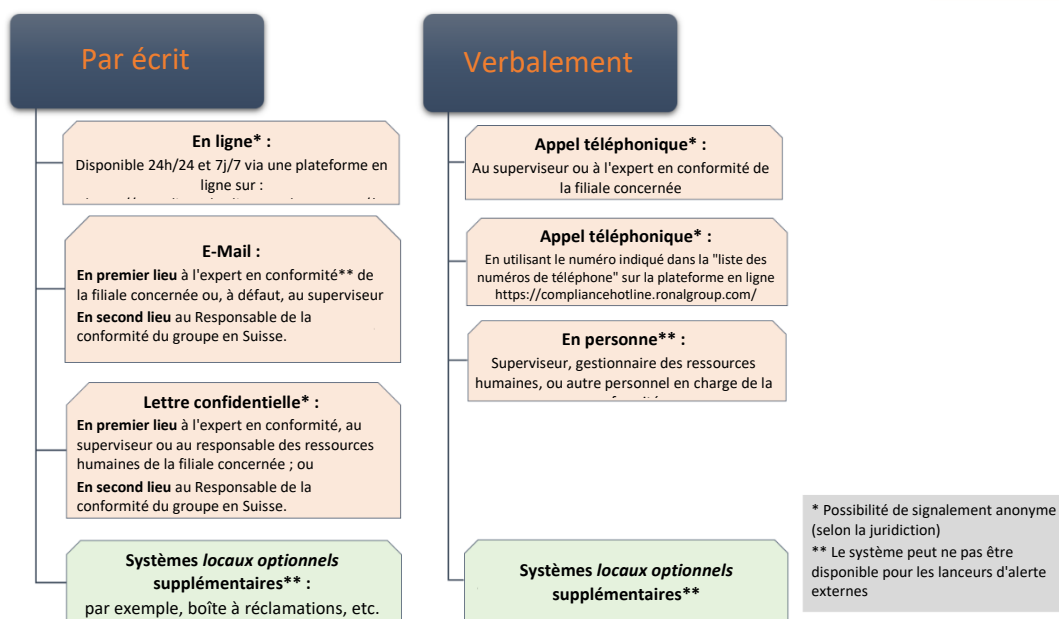 Par écrit
En ligne* :
Disponible 24h/24 et 7j/7 via une plateforme en
ligne sur :
E-Mail :
En premier lieu à l'expert en conformité** de
la filiale concernée ou, à défaut, au superviseur
En second lieu au Responsable de la
conformité du groupe en Suisse.
Lettre confidentielle* :
En premier lieu à l'expert en conformité, au
superviseur ou au responsable des ressources
humaines de la filiale concernée ; ou
En second lieu au Responsable de la
conformité du groupe en Suisse.
Systèmes locaux optionnels
supplémentaires** :
par exemple, boîte à réclamations, etc.
Verbalement
Appel téléphonique* :
Au superviseur ou à l'expert en conformité de
la filiale concernée
Appel téléphonique* :
En utilisant le numéro indiqué dans la "liste des
numéros de téléphone" sur la plateforme en ligne
https://compliancehotline.ronalgroup.com/
En personne** :
Supervisor, gestionnaire des ressources
humaines, ou autre personnel en charge de la
Systèmes locaux optionnels
supplémentaires**
* Possibilité de signalement anonyme
(selon la juridiction)
** Le système peut ne pas être
disponible pour les lanceurs d'alerte
externes